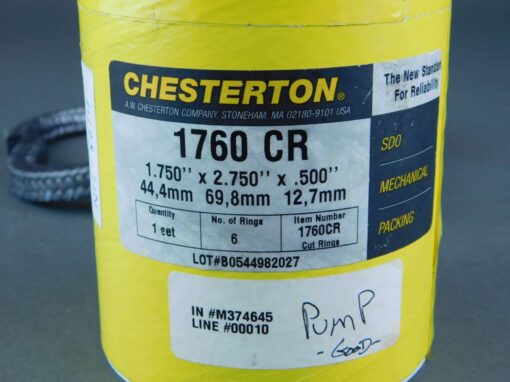 CHESTERTON®
A.W. CHESTERTON COMPANY, STONEHAM, MA 02180-9101 USA
The New Standard
For Reliability
1760 CR
1.750'' x 2.750'' x .500''
44,4mm 69,8mm 12,7mm
Quantity
1 set
No. of Rings
6
Item Number
1760CR
Cut Rings
LOT#B0544982027
SDO
MECHANICAL
PACKING
IN #M374645
LINE #00010
PUMP
-GOOD-